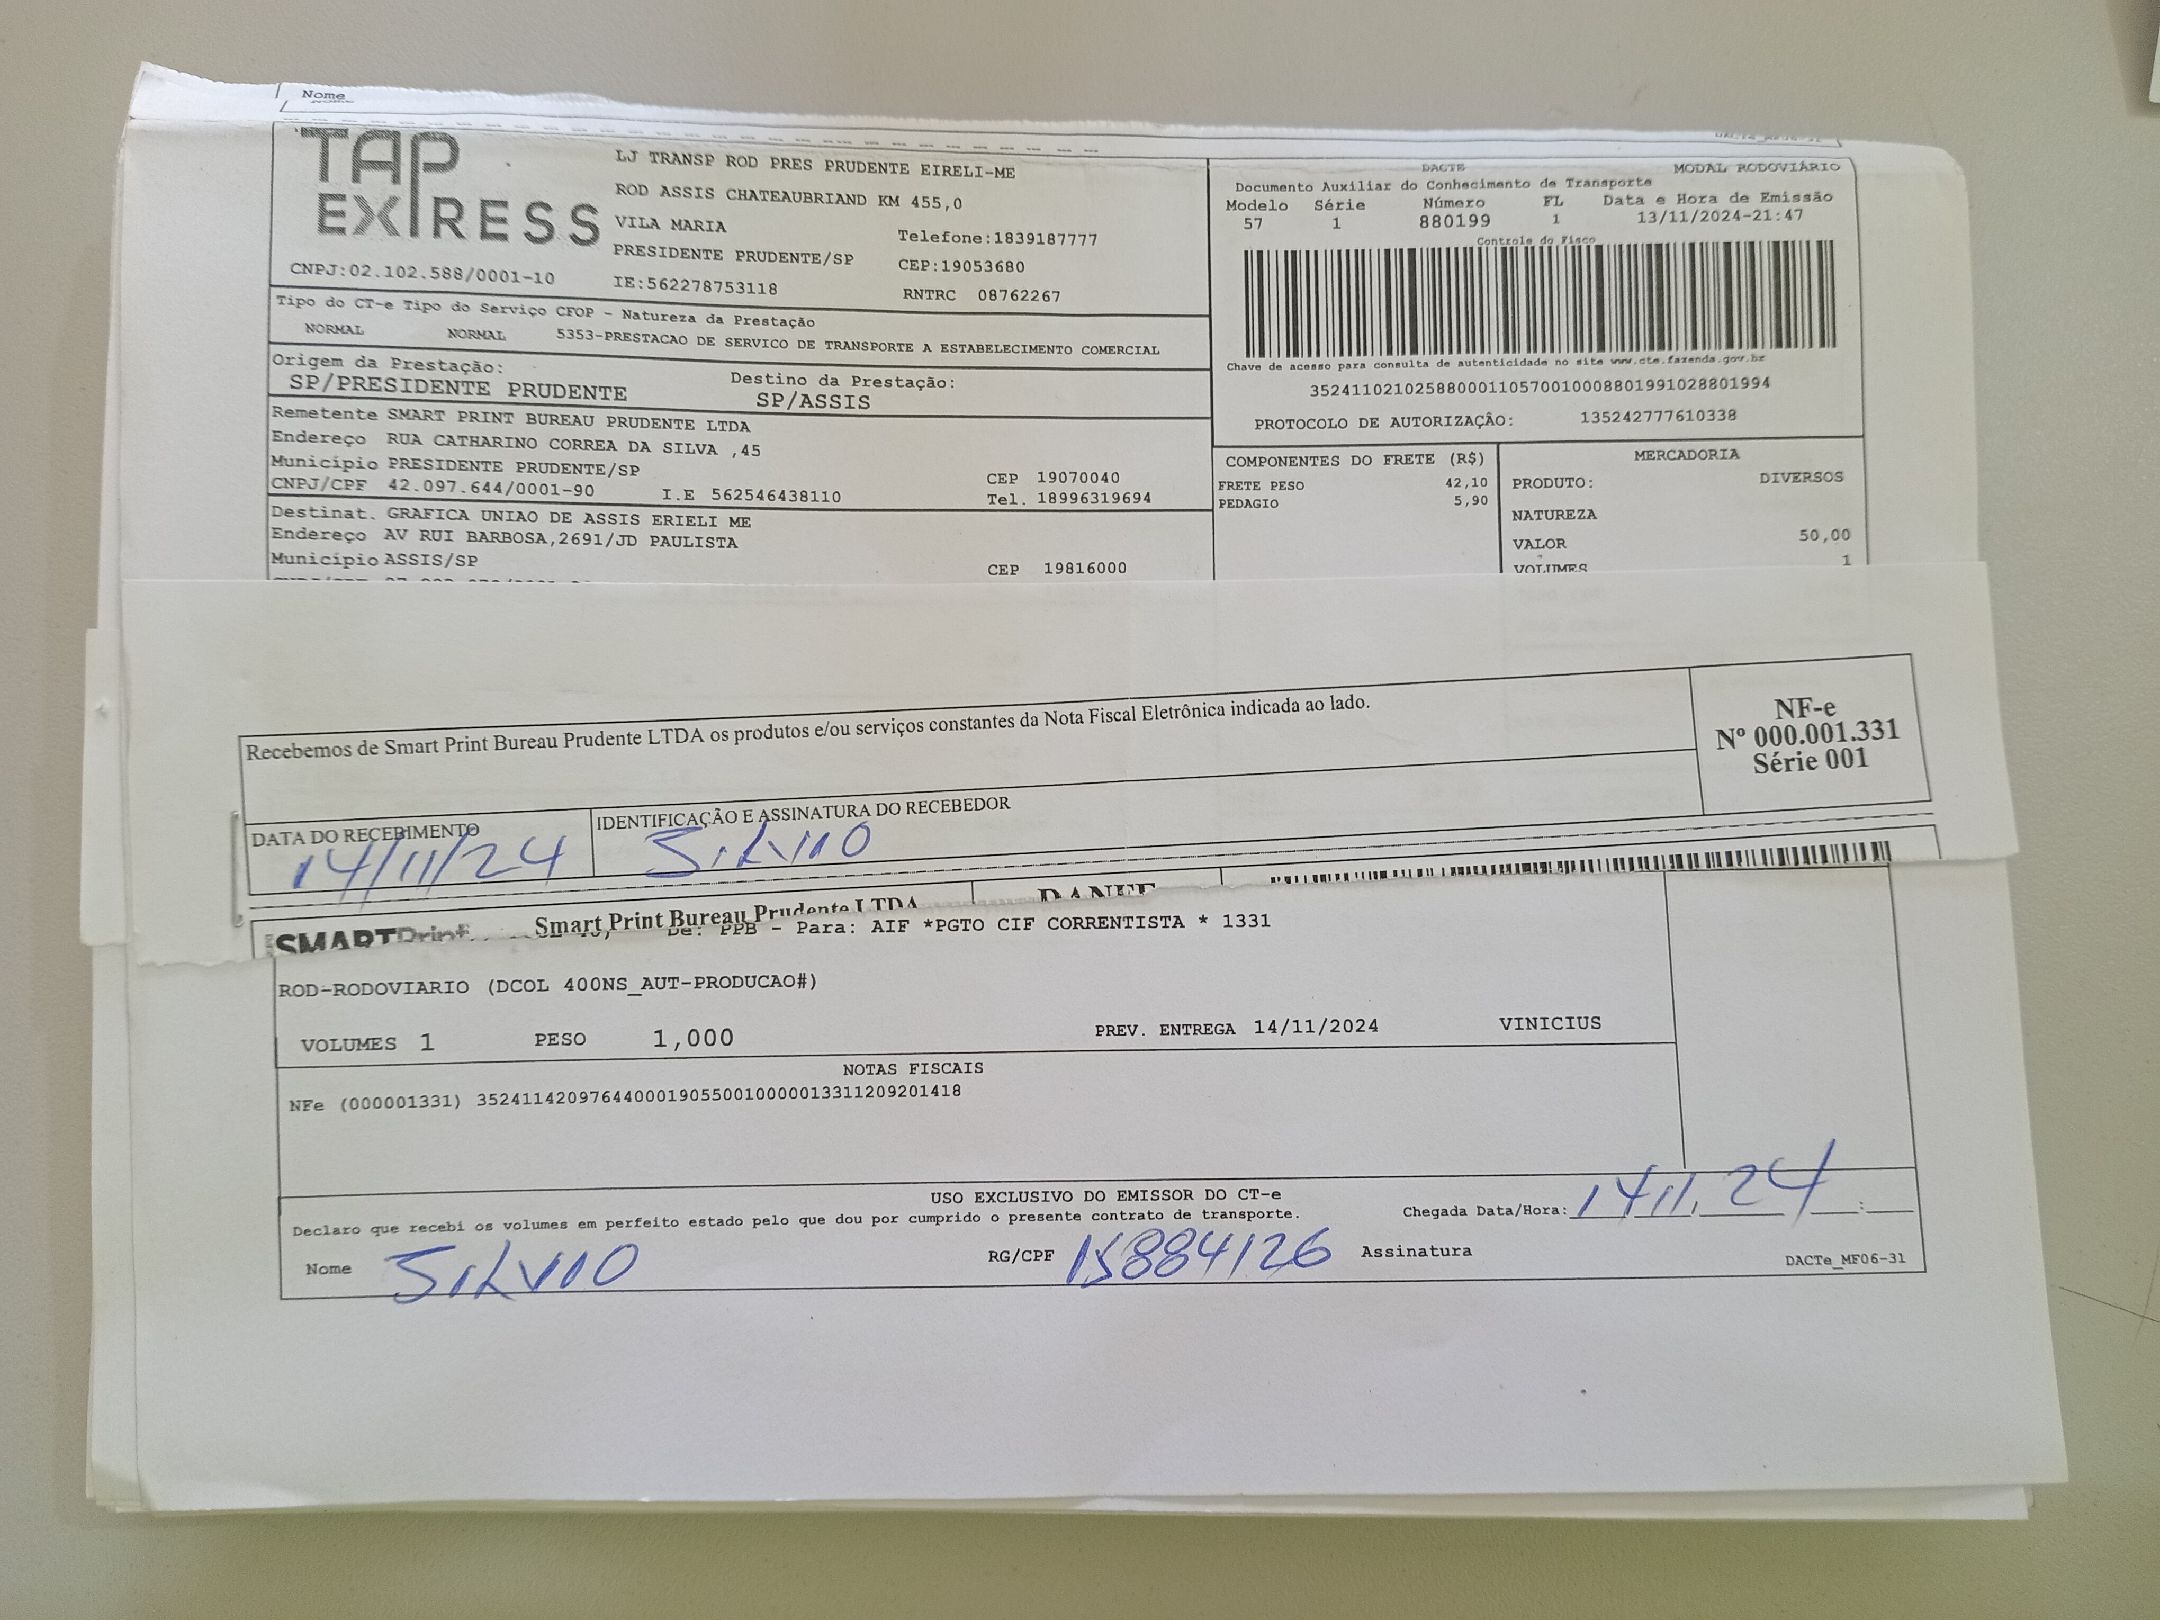 Nome
TAP
EXPRESS
CNPJ:02.102.588/0001-10
LJ TRANSP ROD PRES PRUDENTE EIRELI-ME
ROD ASSIS CHATEAUBRIAND KM 455,0
VILA MARIA
Telefone:1839187777
PRESIDENTE PRUDENTE/SP
CEP:19053680
IE:562278753118
RNTRC 08762267
DACTE
MODAL RODOVIÁRIO
Documento Auxiliar do Conhecimento de Transporte
Modelo Série Número FL Data e Hora de Emissão
57 1 880199 1 13/11/2024-21:47
Controle do Fisco
Chave de acesso para consulta de autenticidade no site www.cte.fazenda.gov.br
35241102102588000110570010008801991028801994
PROTOCOLO DE AUTORIZAÇÂO: 135242777610338
Tipo do CT-e Tipo do Serviço CFOP - Natureza da Prestação
NORMAL NORMAL 5353-PRESTACAO DE SERVICO DE TRANSPORTE A ESTABELECIMENTO COMERCIAL
Origem da Prestação:
SP/PRESIDENTE PRUDENTE
Destino da Prestação:
SP/ASSIS
Remetente SMART PRINT BUREAU PRUDENTE LTDA
Endereço RUA CATHARINO CORREA DA SILVA ,45
Município PRESIDENTE PRUDENTE/SP CEP 19070040
CNPJ/CPF 42.097.644/0001-90 I.E 562546438110 Tel. 18996319694
Destinat. GRAFICA UNIAO DE ASSIS ERIELI ME
Endereço AV RUI BARBOSA,2691/JD PAULISTA
Município ASSIS/SP CEP 19816000
COMPONENTES DO FRETE (R$)
FRETE PESO 42,10
PEDAGIO 5,90
MERCADORIA
PRODUTO: DIVERSOS
NATUREZA
VALOR 50,00
VOLUMES 1
Recebemos de Smart Print Bureau Prudente LTDA os produtos e/ou serviços constantes da Nota Fiscal Eletrônica indicada ao lado.
NF-e
Nº 000.001.331
Série 001
DATA DO RECEBIMENTO
14/11/24
IDENTIFICAÇÃO E ASSINATURA DO RECEBEDOR
SILVIO
SMARTPrint
Smart Print Bureau Prudente LTDA
DANFE
De: PPB - Para: AIF *PGTO CIF CORRENTISTA * 1331
ROD-RODOVIARIO (DCOL 400NS_AUT-PRODUCAO#)
VOLUMES 1 PESO 1,000 PREV. ENTREGA 14/11/2024 VINICIUS
NOTAS FISCAIS
NFe (000001331) 35241142097644000190550010000013311209201418
USO EXCLUSIVO DO EMISSOR DO CT-e
Declaro que recebi os volumes em perfeito estado pelo que dou por cumprido o presente contrato de transporte.
Chegada Data/Hora: 14 11, 24 :
Nome SILVIO RG/CPF 15884126 Assinatura
DACTe_MF06-31